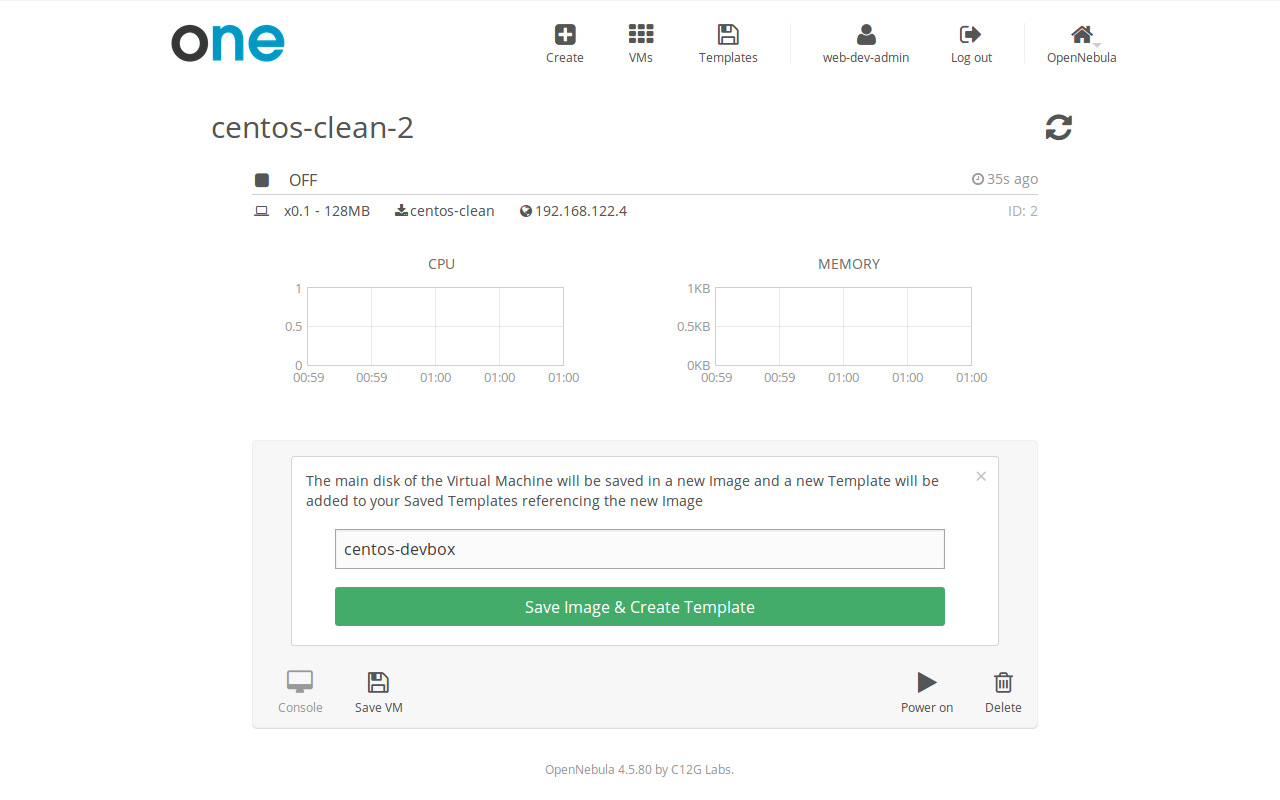 one
Create VMs Templates web-dev-admin Log out OpenNebula
centos-clean-2
OFF 35s ago
x0.1 - 128MB centos-clean 192.168.122.4 ID: 2
CPU MEMORY
1 1KB
0.5 0.5KB
0 0KB
00:59 00:59 01:00 01:00 01:00 00:59 00:59 01:00 01:00 01:00
The main disk of the Virtual Machine will be saved in a new Image and a new Template will be ×
added to your Saved Templates referencing the new Image
centos-devbox
Save Image & Create Template
Console Save VM Power on Delete
OpenNebula 4.5.80 by C12G Labs.